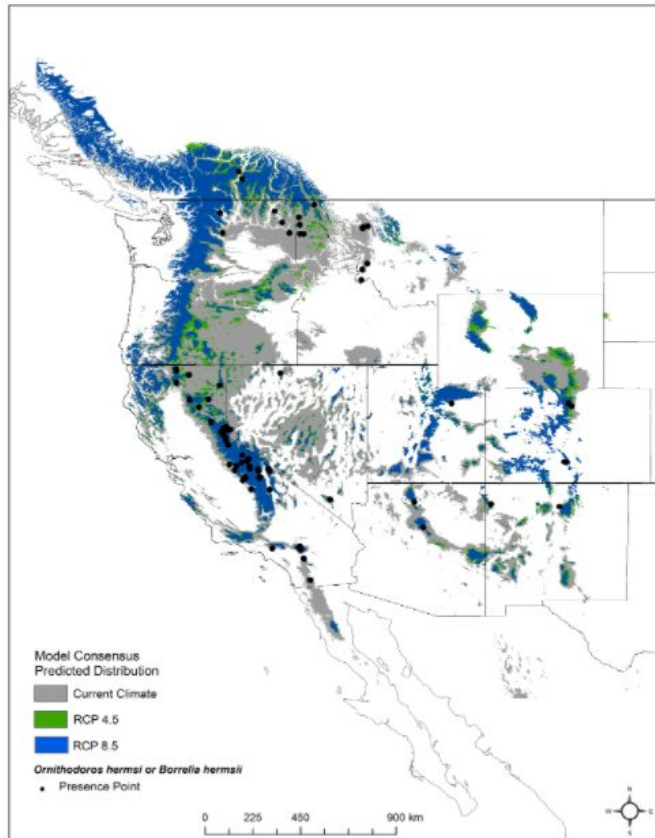 Model Consensus
Predicted Distribution
Current Climate
RCP 4.5
RCP 8.5
Ornithodoros hermsi or Borrelia hermsii
Presence Point
0 225 450 900 km
N
W E
S